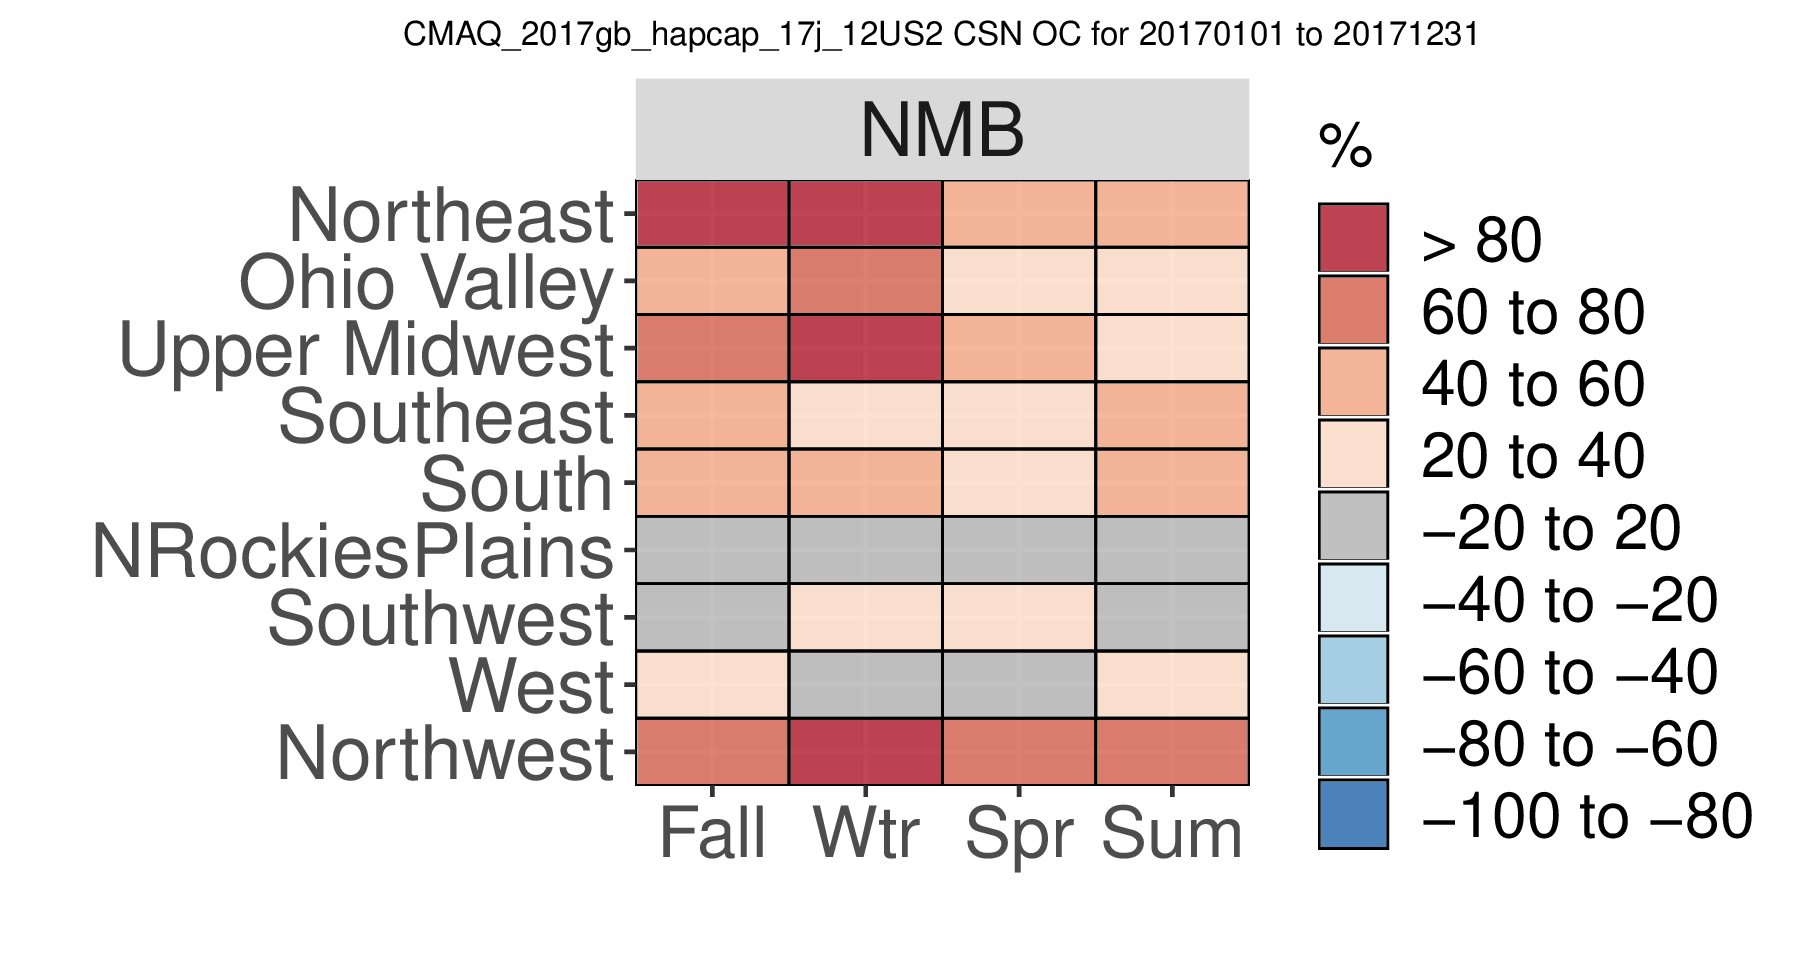 CMAQ_2017gb_hapcap_17j_12US2 CSN OC for 20170101 to 20171231
NMB
Northeast
Ohio Valley
Upper Midwest
Southeast
South
NRockiesPlains
Southwest
West
Northwest
Fall Wtr Spr Sum
%
> 80
60 to 80
40 to 60
20 to 40
−20 to 20
−40 to −20
−60 to −40
−80 to −60
−100 to −80